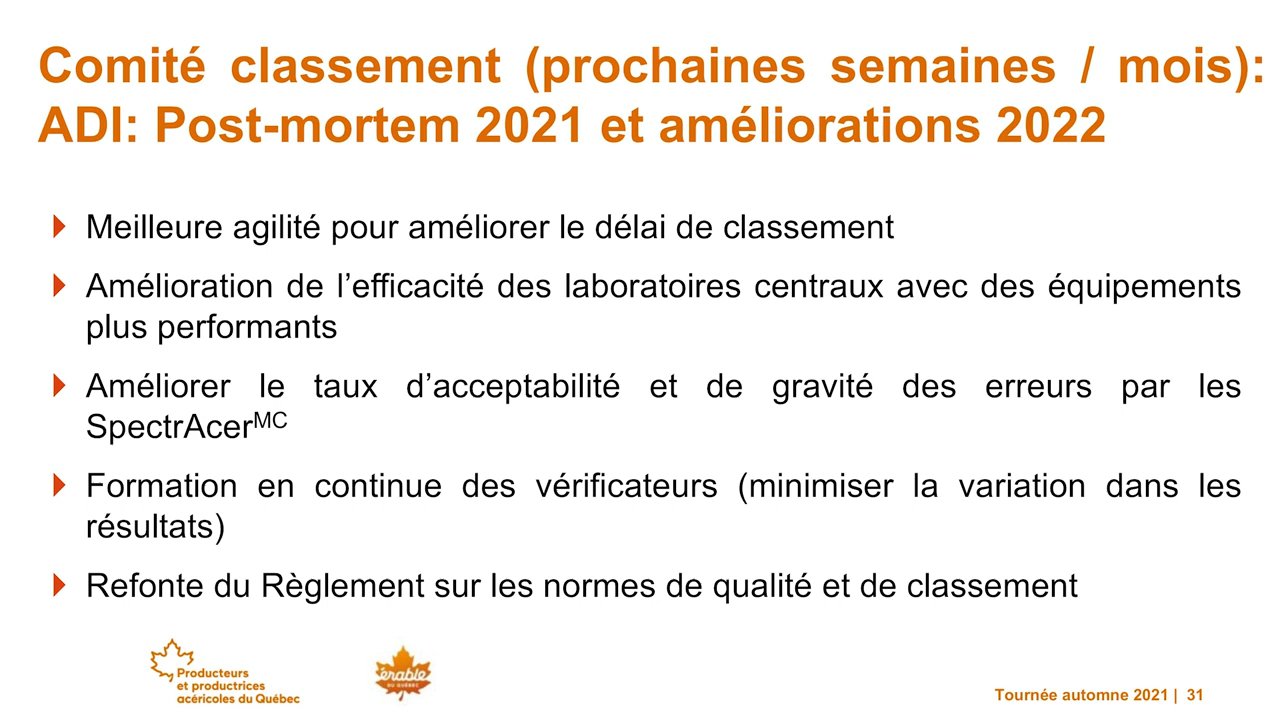 Comité classement (prochaines semaines / mois):
ADI: Post-mortem 2021 et améliorations 2022
Meilleure agilité pour améliorer le délai de classement
Amélioration de l’efficacité des laboratoires centraux avec des équipements
plus performants
Améliorer le taux d’acceptabilité et de gravité des erreurs par les
SpectrAcerMC
Formation en continue des vérificateurs (minimiser la variation dans les
résultats)
Refonte du Règlement sur les normes de qualité et de classement
Producteurs
et productrices
acéricoles du Québec
érable
DU QUÉBEC
Tournée automne 2021 | 31